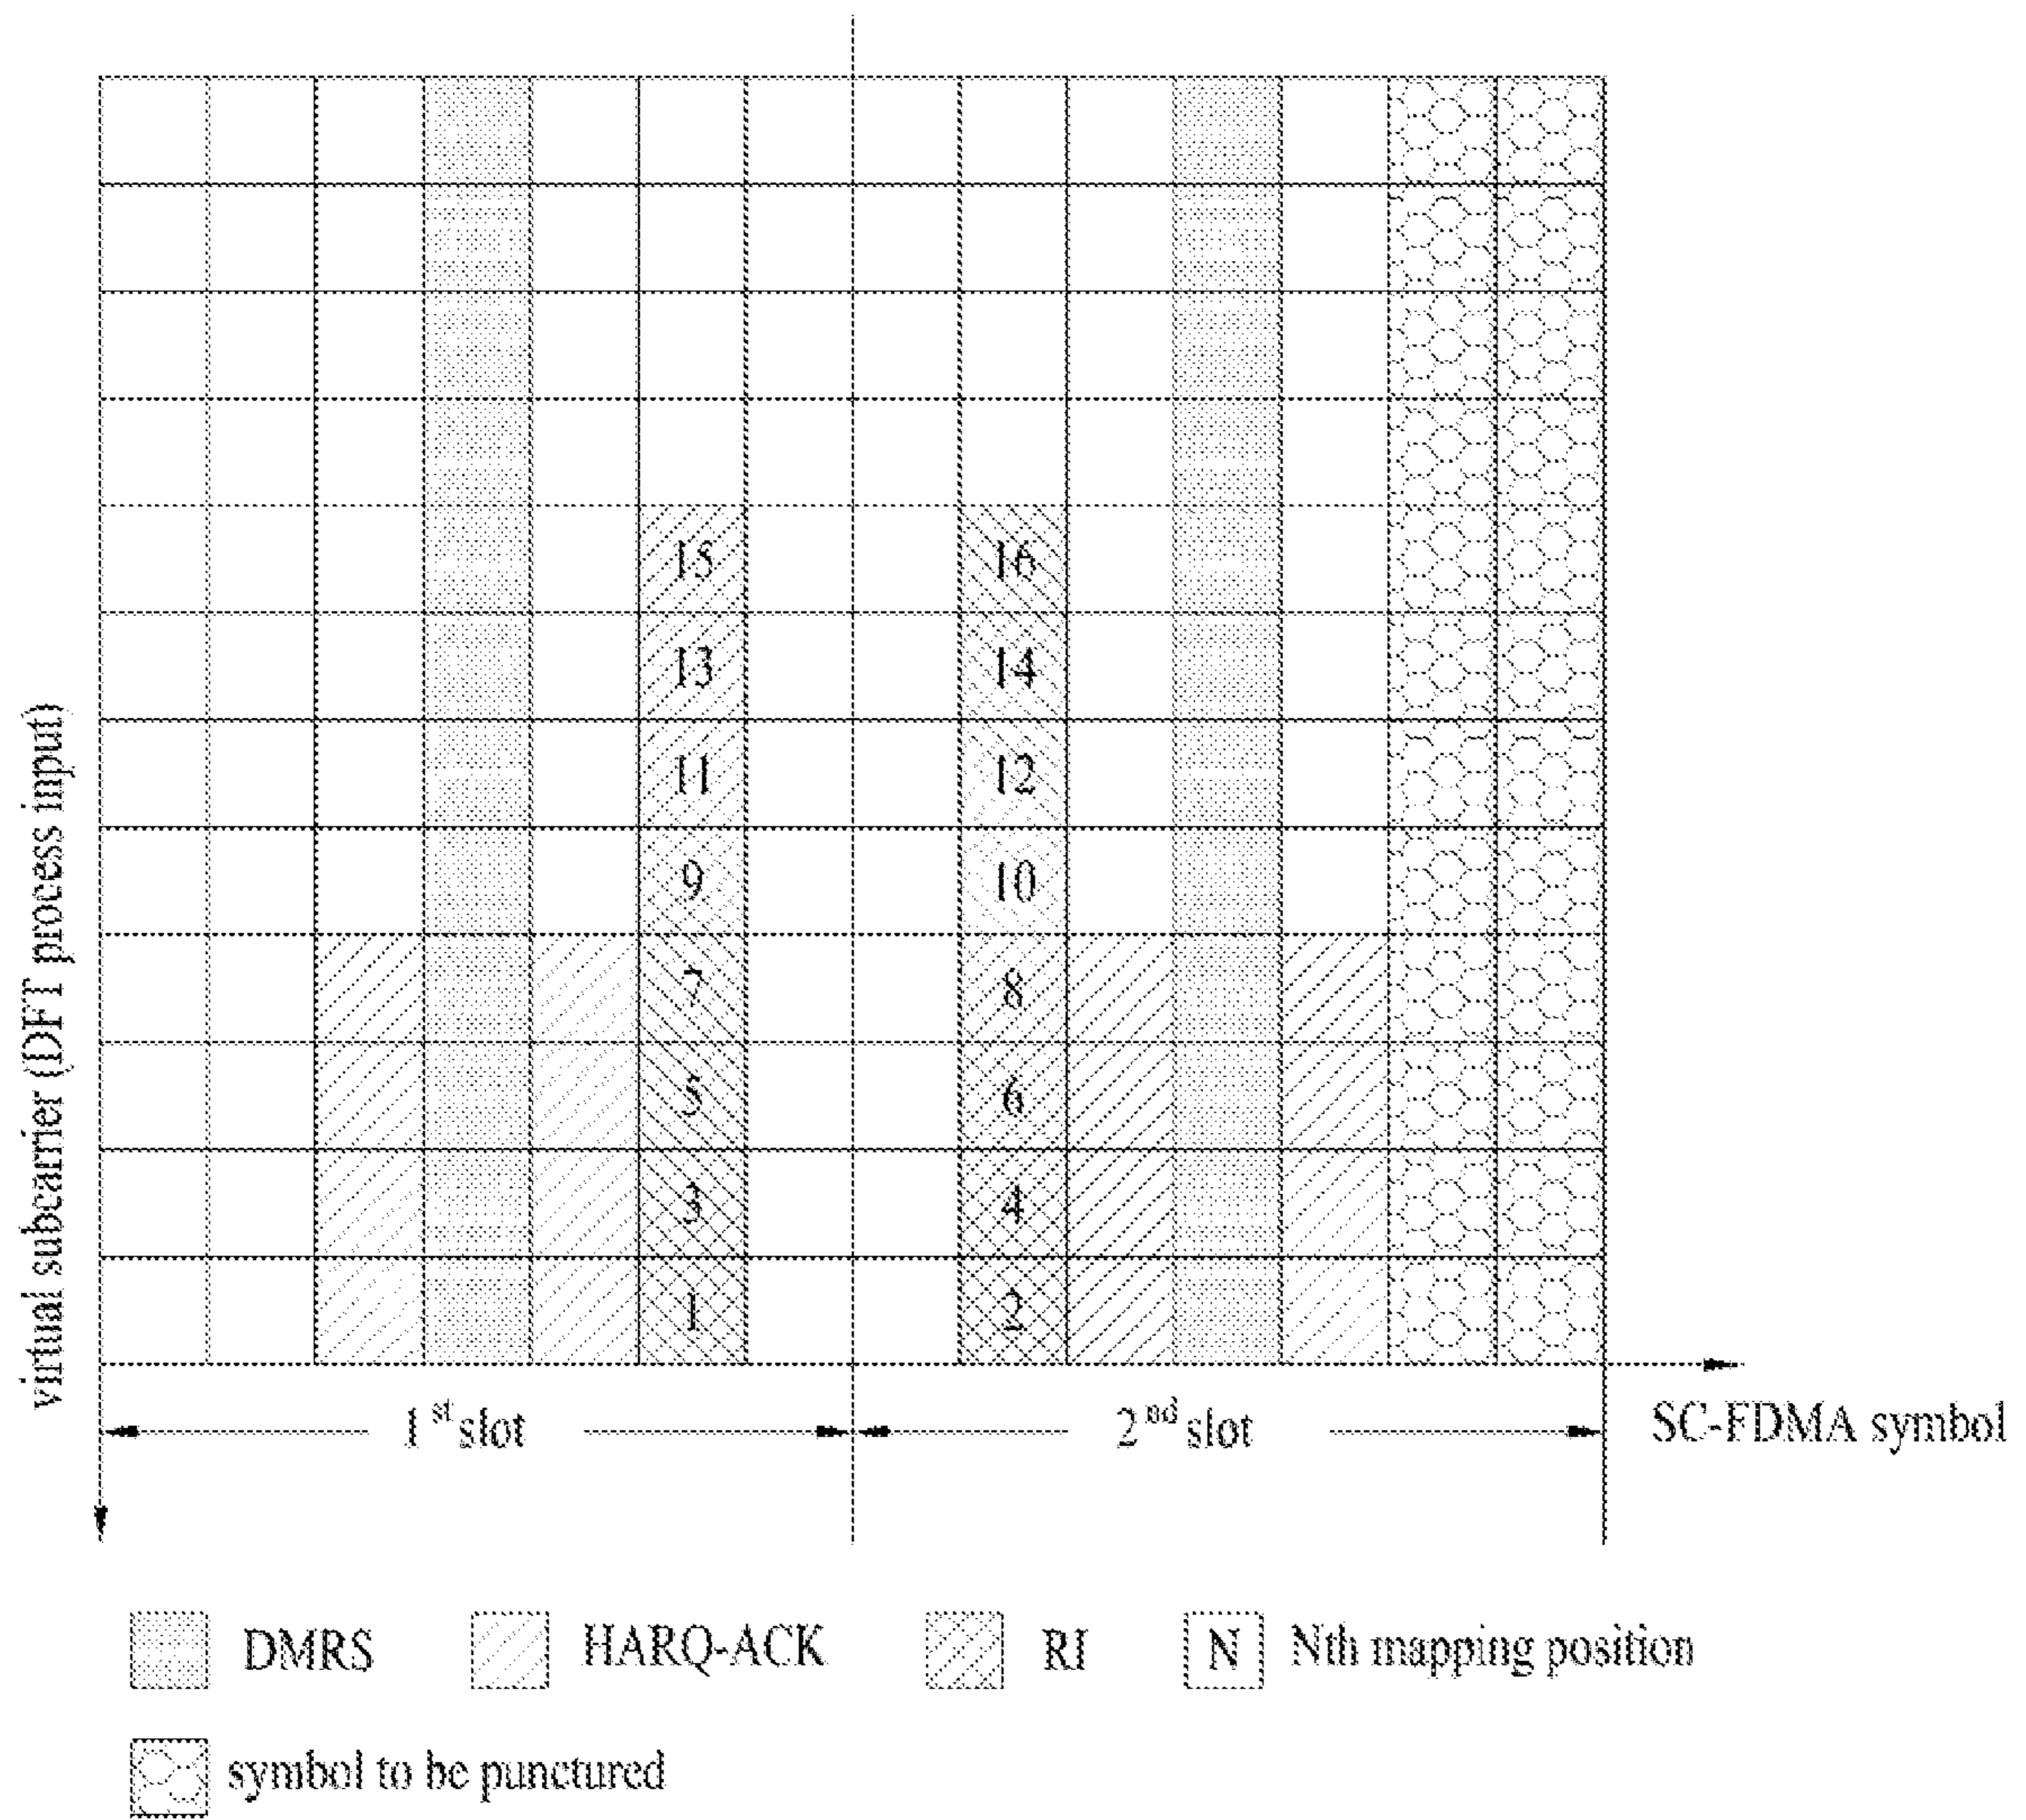 15 16
13 14
11 12
9 10
7 8
5 6
3 4
1 2
virtual subcarrier (DFT process input)
1st slot 2nd slot SC-FDMA symbol
DMRS HARQ-ACK RI N Nth mapping position
symbol to be punctured